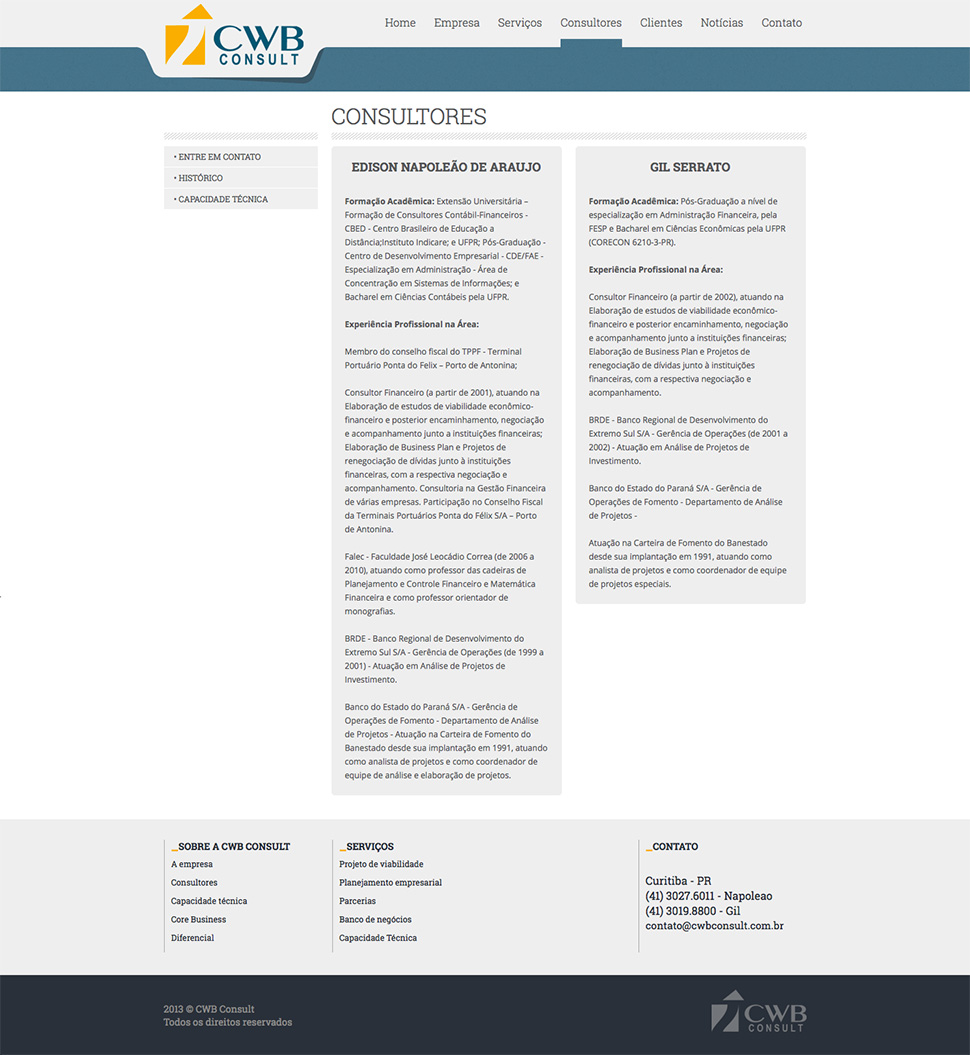 CWB
CONSULT
Home
Empresa
Serviços
Consultores
Clientes
Notícias
Contato
CONSULTORES
• ENTRE EM CONTATO
• HISTÓRICO
• CAPACIDADE TÉCNICA
EDISON NAPOLEÃO DE ARAUJO
Formação Acadêmica: Extensão Universitária –
Formação de Consultores Contábil-Financeiros -
CBED - Centro Brasileiro de Educação a
Distância;Instituto Indicare; e UFPR; Pós-Graduação -
Centro de Desenvolvimento Empresarial - CDE/FAE -
Especialização em Administração - Área de
Concentração em Sistemas de Informações; e
Bacharel em Ciências Contábeis pela UFPR.
Experiência Profissional na Área:
Membro do conselho fiscal do TPPF - Terminal
Portuário Ponta do Felix – Porto de Antonina;
Consultor Financeiro (a partir de 2001), atuando na
Elaboração de estudos de viabilidade econômico-
financeiro e posterior encaminhamento, negociação
e acompanhamento junto a instituições financeiras;
Elaboração de Business Plan e Projetos de
renegociação de dívidas junto à instituições
financeiras, com a respectiva negociação e
acompanhamento. Consultoria na Gestão Financeira
de várias empresas. Participação no Conselho Fiscal
da Terminais Portuários Ponta do Félix S/A – Porto
de Antonina.
Falec - Faculdade José Leocádio Correa (de 2006 a
2010), atuando como professor das cadeiras de
Planejamento e Controle Financeiro e Matemática
Financeira e como professor orientador de
monografias.
BRDE - Banco Regional de Desenvolvimento do
Extremo Sul S/A - Gerência de Operações (de 1999 a
2001) - Atuação em Análise de Projetos de
Investimento.
Banco do Estado do Paraná S/A - Gerência de
Operações de Fomento - Departamento de Análise
de Projetos - Atuação na Carteira de Fomento do
Banestado desde sua implantação em 1991, atuando
como analista de projetos e como coordenador de
equipe de análise e elaboração de projetos.
GIL SERRATO
Formação Acadêmica: Pós-Graduação a nível de
especialização em Administração Financeira, pela
FESP e Bacharel em Ciências Econômicas pela UFPR
(CORECON 6210-3-PR).
Experiência Profissional na Área:
Consultor Financeiro (a partir de 2002), atuando na
Elaboração de estudos de viabilidade econômico-
financeiro e posterior encaminhamento, negociação
e acompanhamento junto a instituições financeiras;
Elaboração de Business Plan e Projetos de
renegociação de dívidas junto à instituições
financeiras, com a respectiva negociação e
acompanhamento.
BRDE - Banco Regional de Desenvolvimento do
Extremo Sul S/A - Gerência de Operações (de 2001 a
2002) - Atuação em Análise de Projetos de
Investimento.
Banco do Estado do Paraná S/A - Gerência de
Operações de Fomento - Departamento de Análise
de Projetos -
Atuação na Carteira de Fomento do Banestado
desde sua implantação em 1991, atuando como
analista de projetos e como coordenador de equipe
de projetos especiais.
_SOBRE A CWB CONSULT
A empresa
Consultores
Capacidade técnica
Core Business
Diferencial
_SERVIÇOS
Projeto de viabilidade
Planejamento empresarial
Parcerias
Banco de negócios
Capacidade Técnica
_CONTATO
Curitiba - PR
(41) 3027.6011 - Napoleao
(41) 3019.8800 - Gil
contato@cwbconsult.com.br
2013 © CWB Consult
Todos os direitos reservados
CWB
CONSULT